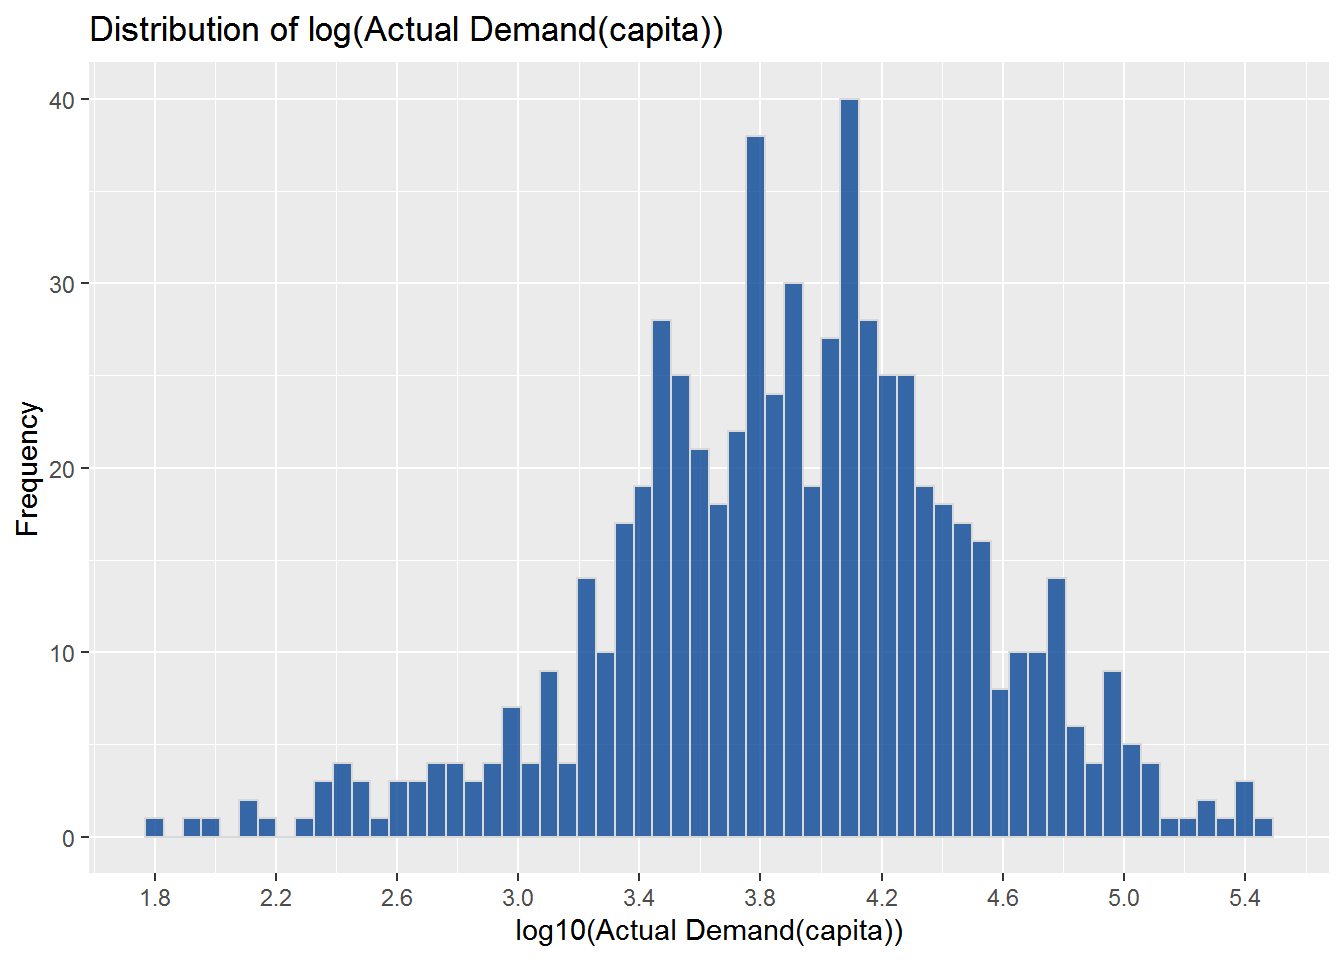 Distribution of log(Actual Demand(capita))
40
30
20
10
0
Frequency
1.8 2.2 2.6 3.0 3.4 3.8 4.2 4.6 5.0 5.4
log10(Actual Demand(capita))